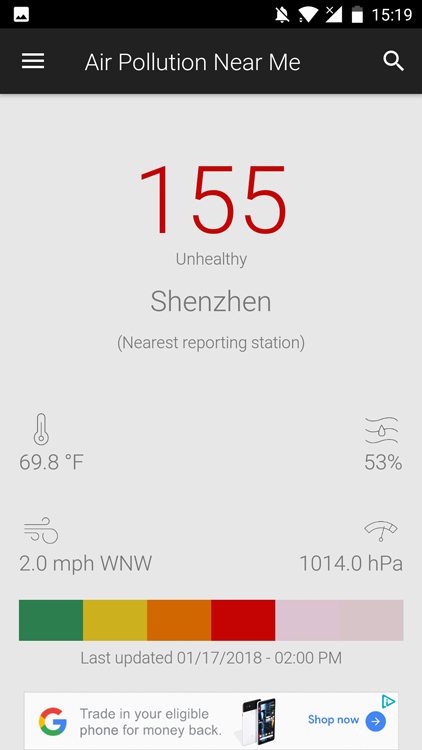 15:19
Air Pollution Near Me
155
Unhealthy
Shenzhen
(Nearest reporting station)
69.8 °F
53%
2.0 mph WNW
1014.0 hPa
Last updated 01/17/2018 - 02:00 PM
Trade in your eligible
phone for money back.
Shop now